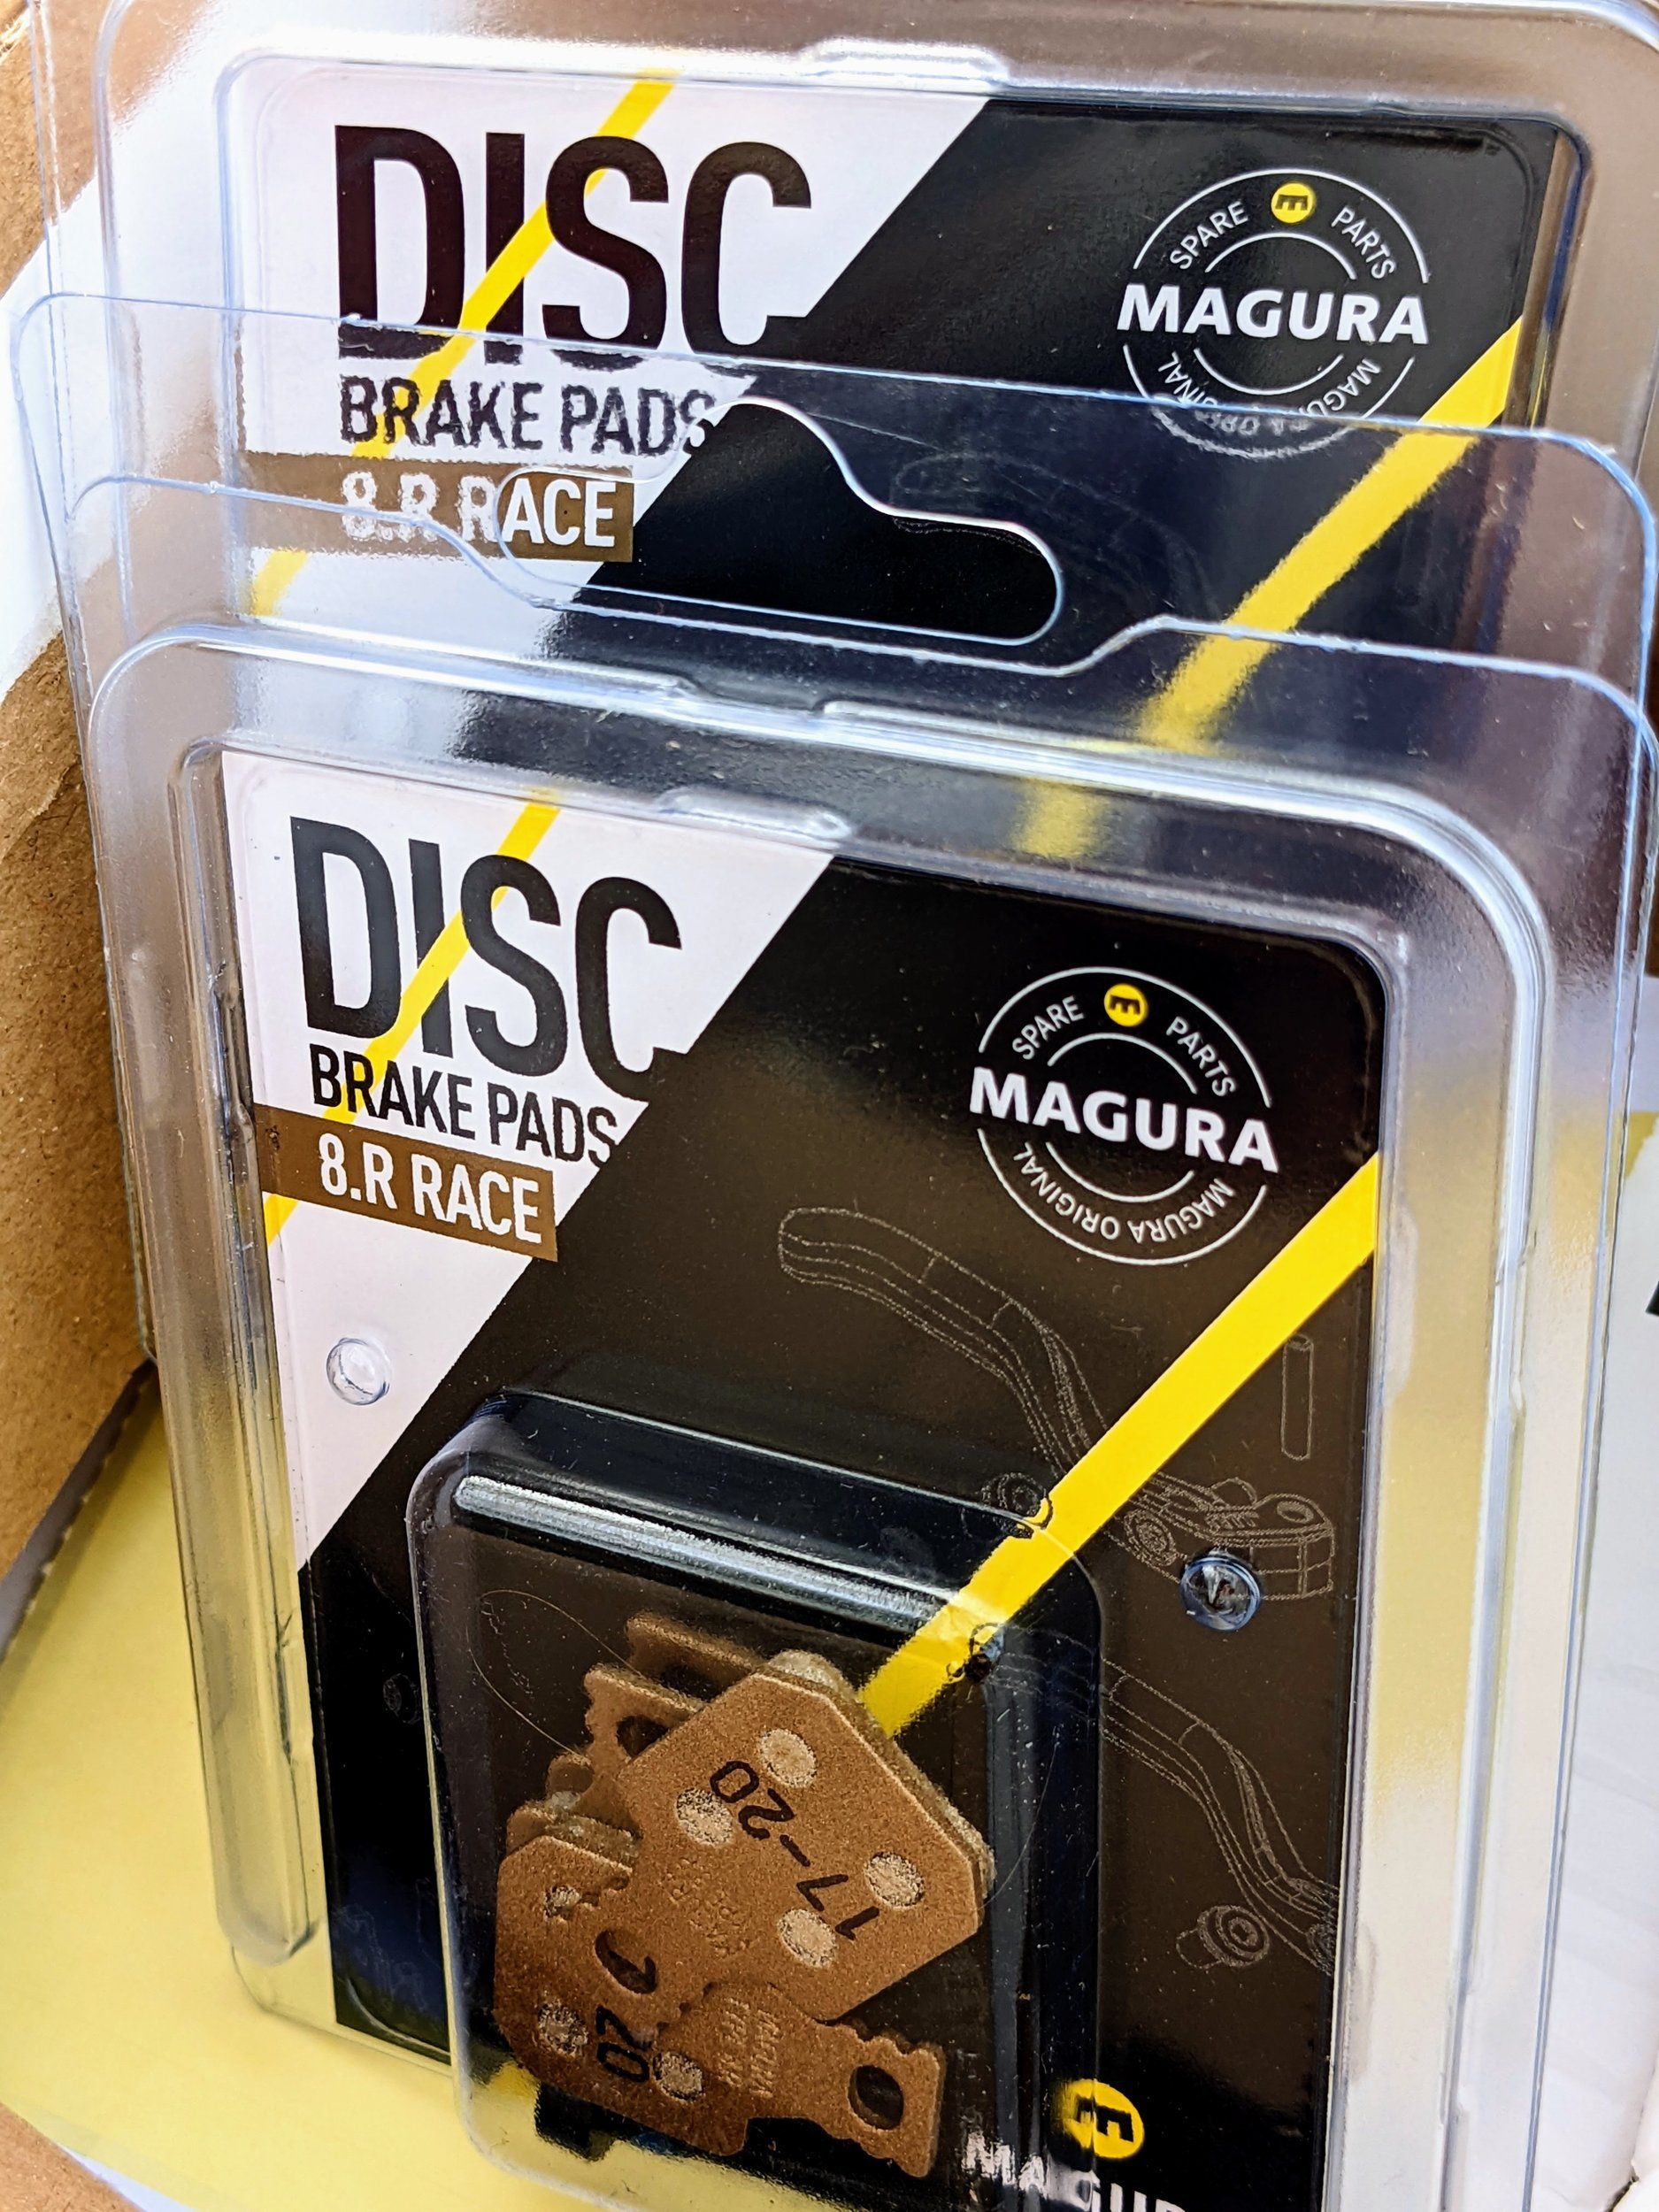 DISC
BRAKE PADS
8.R RACE
SPARE PARTS
MAGURA
MAGURA ORIGINAL
DISC
BRAKE PADS
8.R RACE
SPARE PARTS
MAGURA
MAGURA ORIGINAL
17-20
20